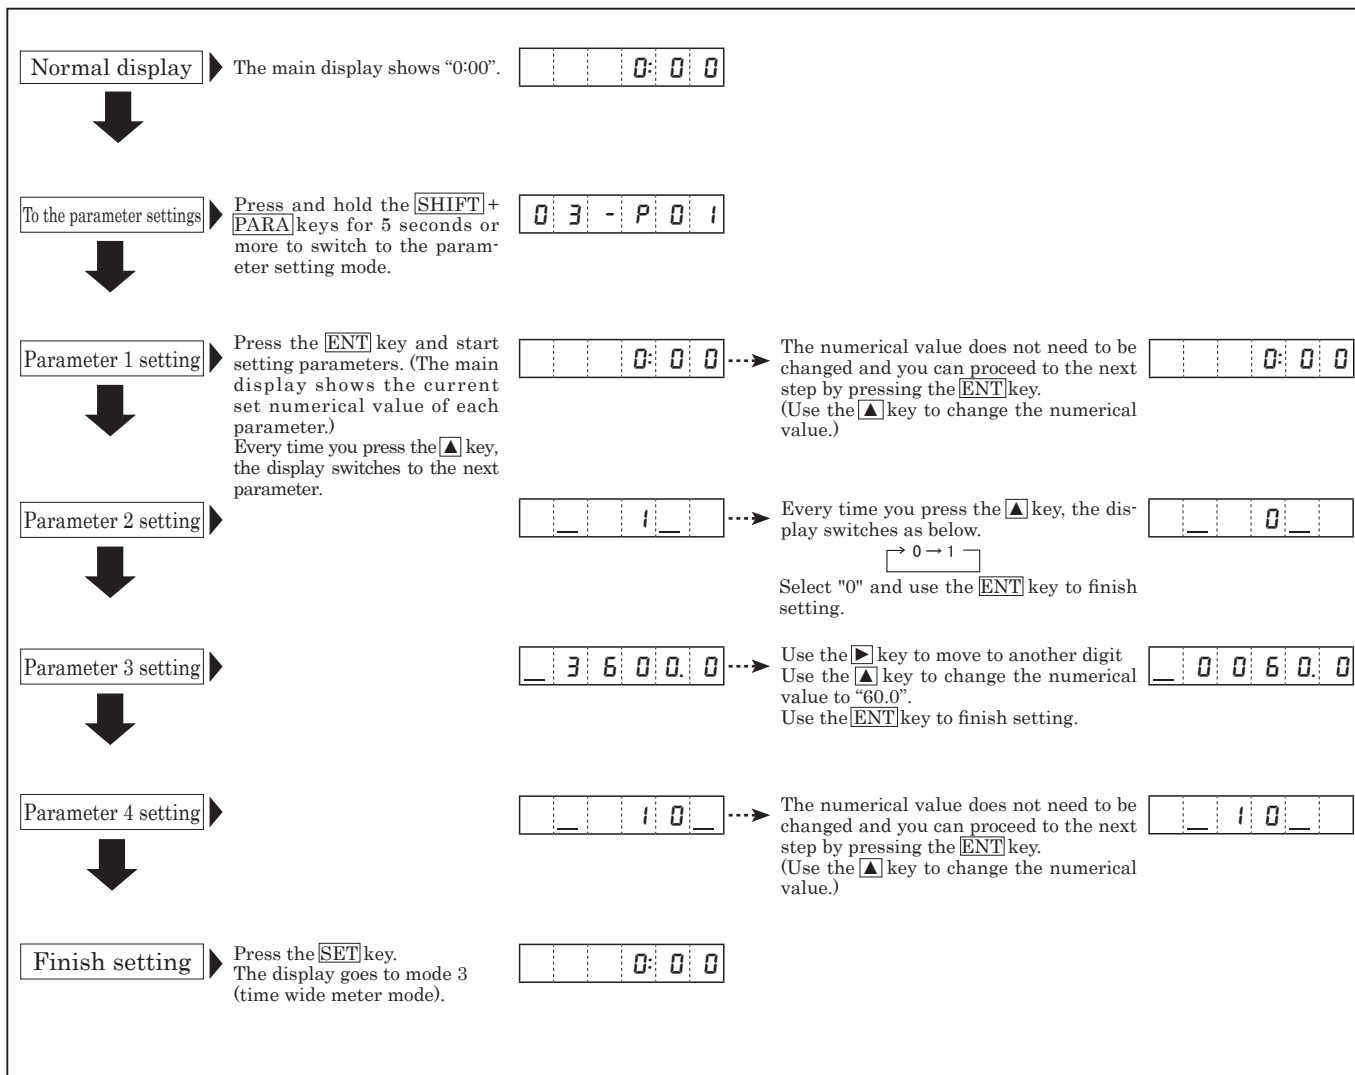 Normal display
The main display shows “0:00”.
0:00
To the parameter settings
Press and hold the SHIFT +
PARA keys for 5 seconds or
more to switch to the param-
eter setting mode.
03-P01
Parameter 1 setting
Press the ENT key and start
setting parameters. (The main
display shows the current
set numerical value of each
parameter.)
Every time you press the ▲ key,
the display switches to the next
parameter.
0:00
The numerical value does not need to be
changed and you can proceed to the next
step by pressing the ENT key.
(Use the ▲ key to change the numerical
value.)
0:00
Parameter 2 setting
_ 1_
Every time you press the ▲ key, the dis-
play switches as below.
0 → 1
Select "0" and use the ENT key to finish
setting.
_ 0_
Parameter 3 setting
_3600.0
Use the ▶ key to move to another digit
Use the ▲ key to change the numerical
value to “60.0”.
Use the ENT key to finish setting.
_0060.0
Parameter 4 setting
_ 10_
The numerical value does not need to be
changed and you can proceed to the next
step by pressing the ENT key.
(Use the ▲ key to change the numerical
value.)
_10_
Finish setting
Press the SET key.
The display goes to mode 3
(time wide meter mode).
0:00